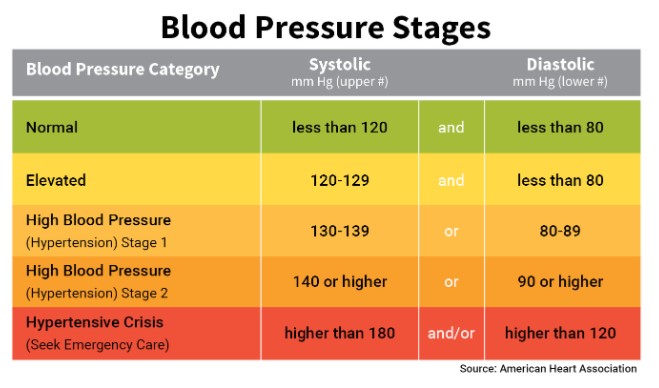 Blood Pressure Stages
Blood Pressure Category
Systolic
mm Hg (upper #)
Diastolic
mm Hg (lower #)
Normal
less than 120
and
less than 80
Elevated
120-129
and
less than 80
High Blood Pressure
(Hypertension) Stage 1
130-139
or
80-89
High Blood Pressure
(Hypertension) Stage 2
140 or higher
or
90 or higher
Hypertensive Crisis
(Seek Emergency Care)
higher than 180
and/or
higher than 120
Source: American Heart Association